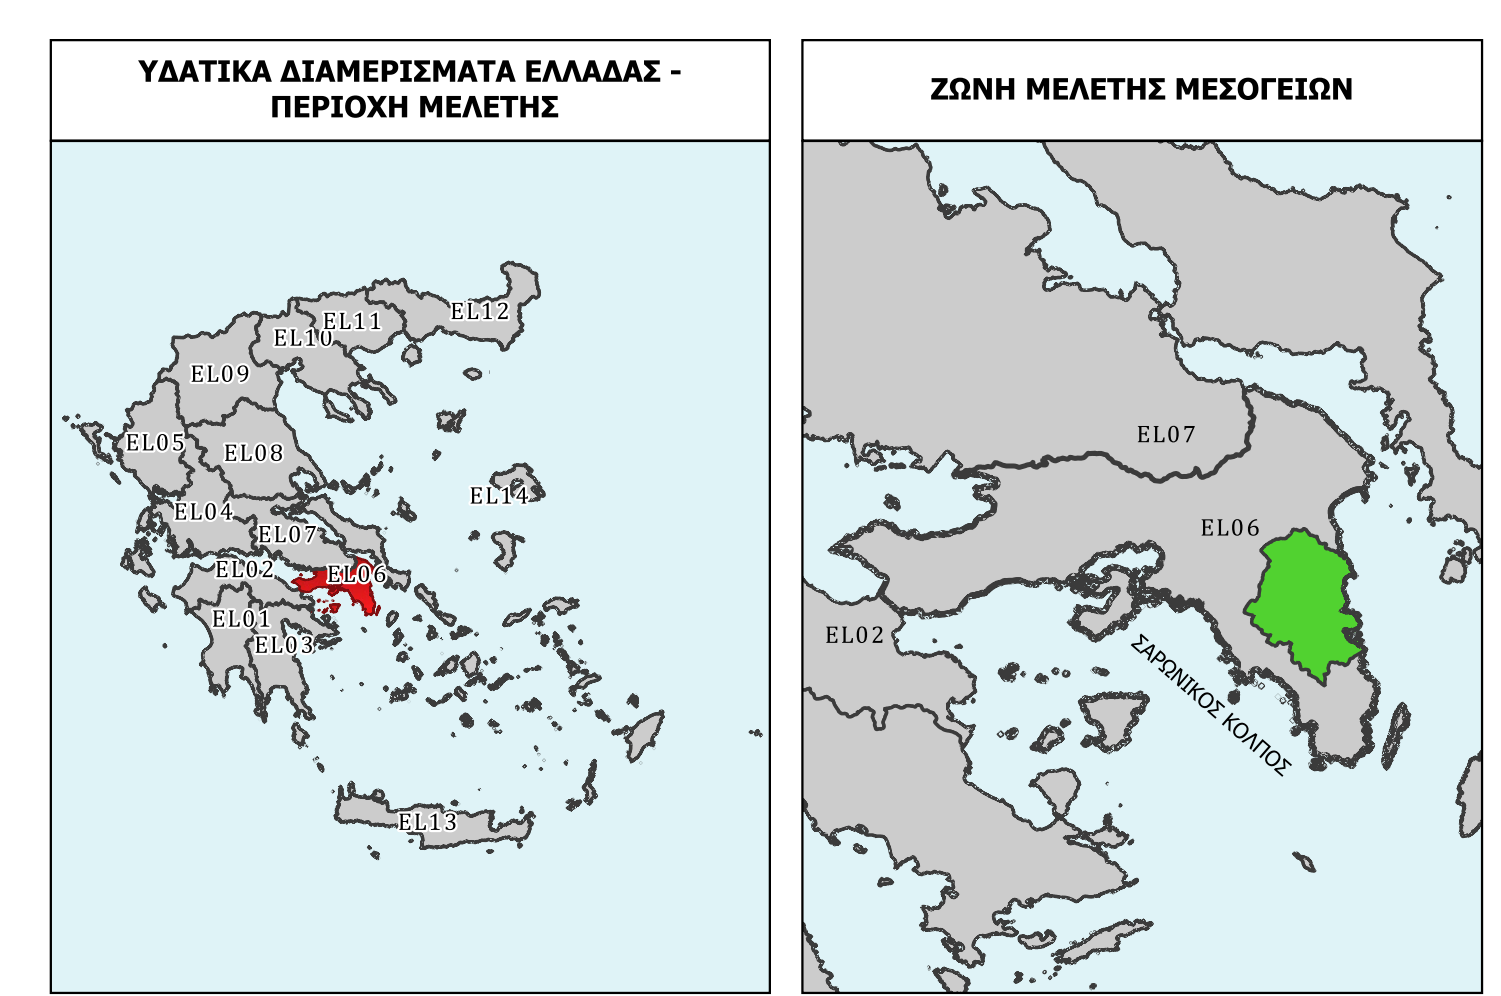 ΥΔΑΤΙΚΑ ΔΙΑΜΕΡΙΣΜΑΤΑ ΕΛΛΑΔΑΣ -
ΠΕΡΙΟΧΗ ΜΕΛΕΤΗΣ
EL12
EL11
EL10
EL09
EL05
EL08
EL14
EL04
EL07
EL02
EL06
EL01
EL03
EL13
ΖΩΝΗ ΜΕΛΕΤΗΣ ΜΕΣΟΓΕΙΩΝ
EL07
EL06
EL02
ΣΑΡΩΝΙΚΟΣ ΚΟΛΠΟΣ